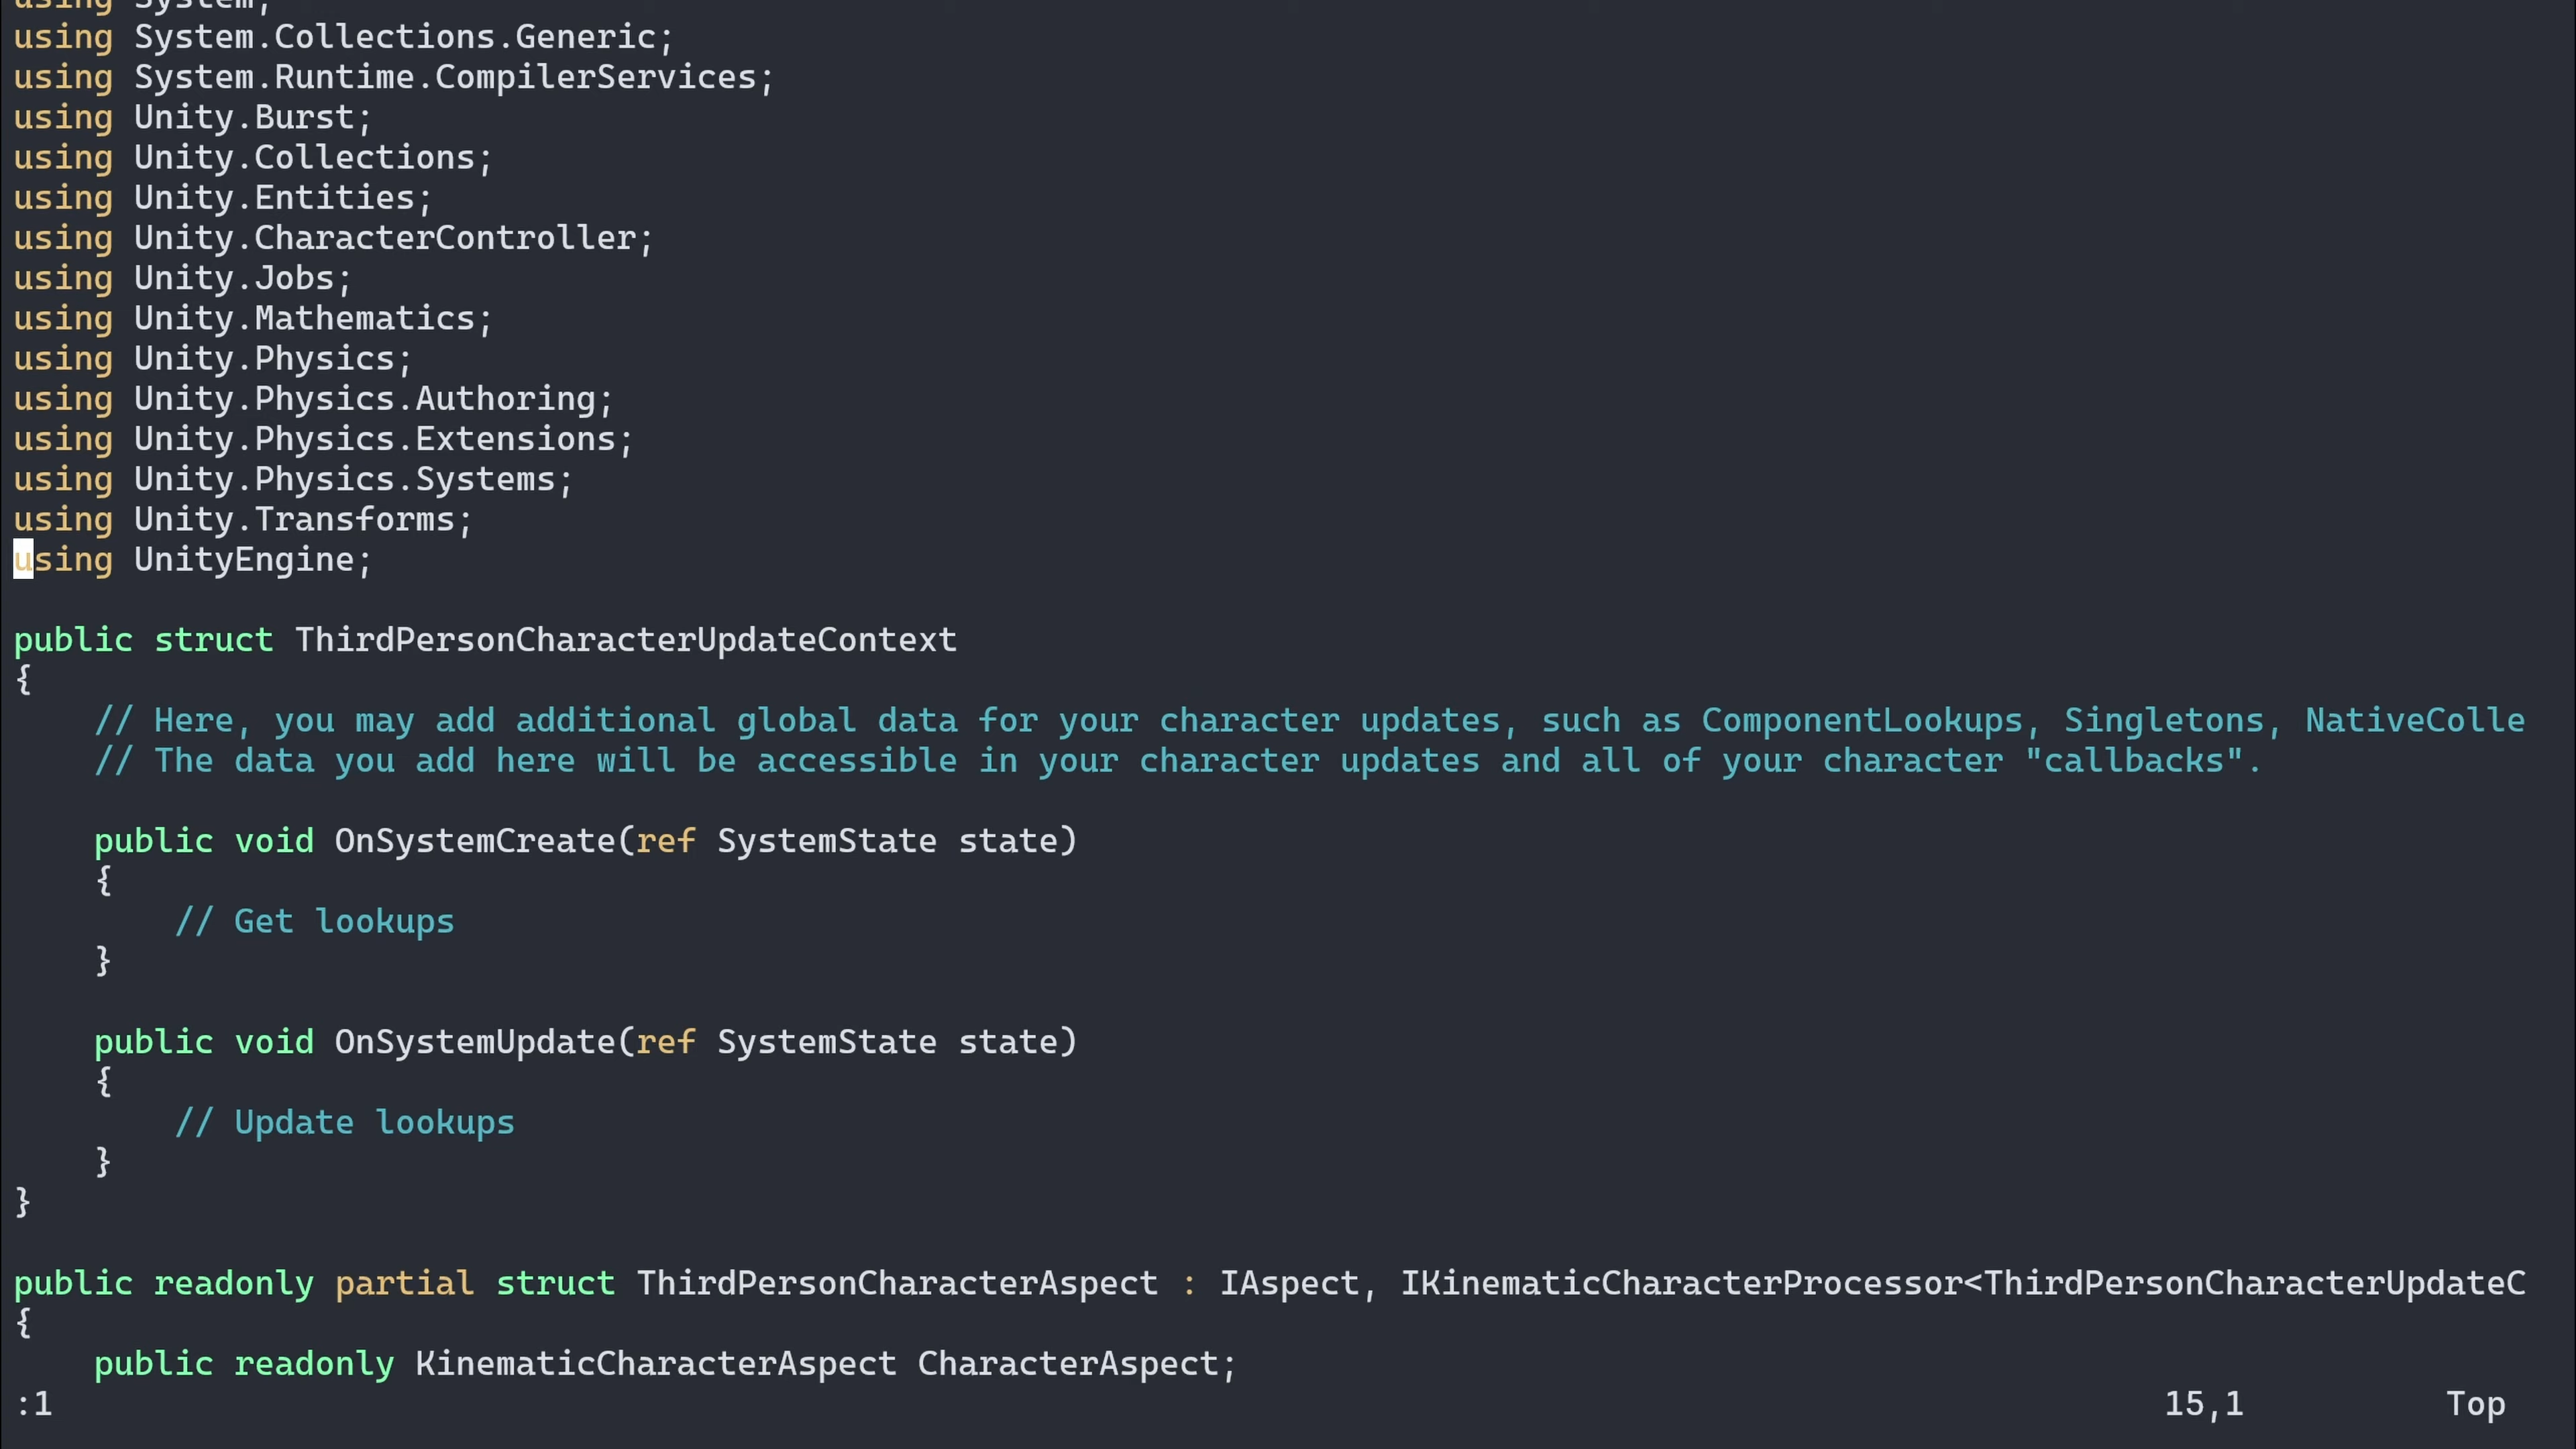 using System;
using System.Collections.Generic;
using System.Runtime.CompilerServices;
using Unity.Burst;
using Unity.Collections;
using Unity.Entities;
using Unity.CharacterController;
using Unity.Jobs;
using Unity.Mathematics;
using Unity.Physics;
using Unity.Physics.Authoring;
using Unity.Physics.Extensions;
using Unity.Physics.Systems;
using Unity.Transforms;
using UnityEngine;

public struct ThirdPersonCharacterUpdateContext
{
    // Here, you may add additional global data for your character updates, such as ComponentLookups, Singletons, NativeColle
    // The data you add here will be accessible in your character updates and all of your character "callbacks".

    public void OnSystemCreate(ref SystemState state)
    {
        // Get lookups
    }

    public void OnSystemUpdate(ref SystemState state)
    {
        // Update lookups
    }
}

public readonly partial struct ThirdPersonCharacterAspect : IAspect, IKinematicCharacterProcessor<ThirdPersonCharacterUpdateC
{
    public readonly KinematicCharacterAspect CharacterAspect;
:1 15,1 Top